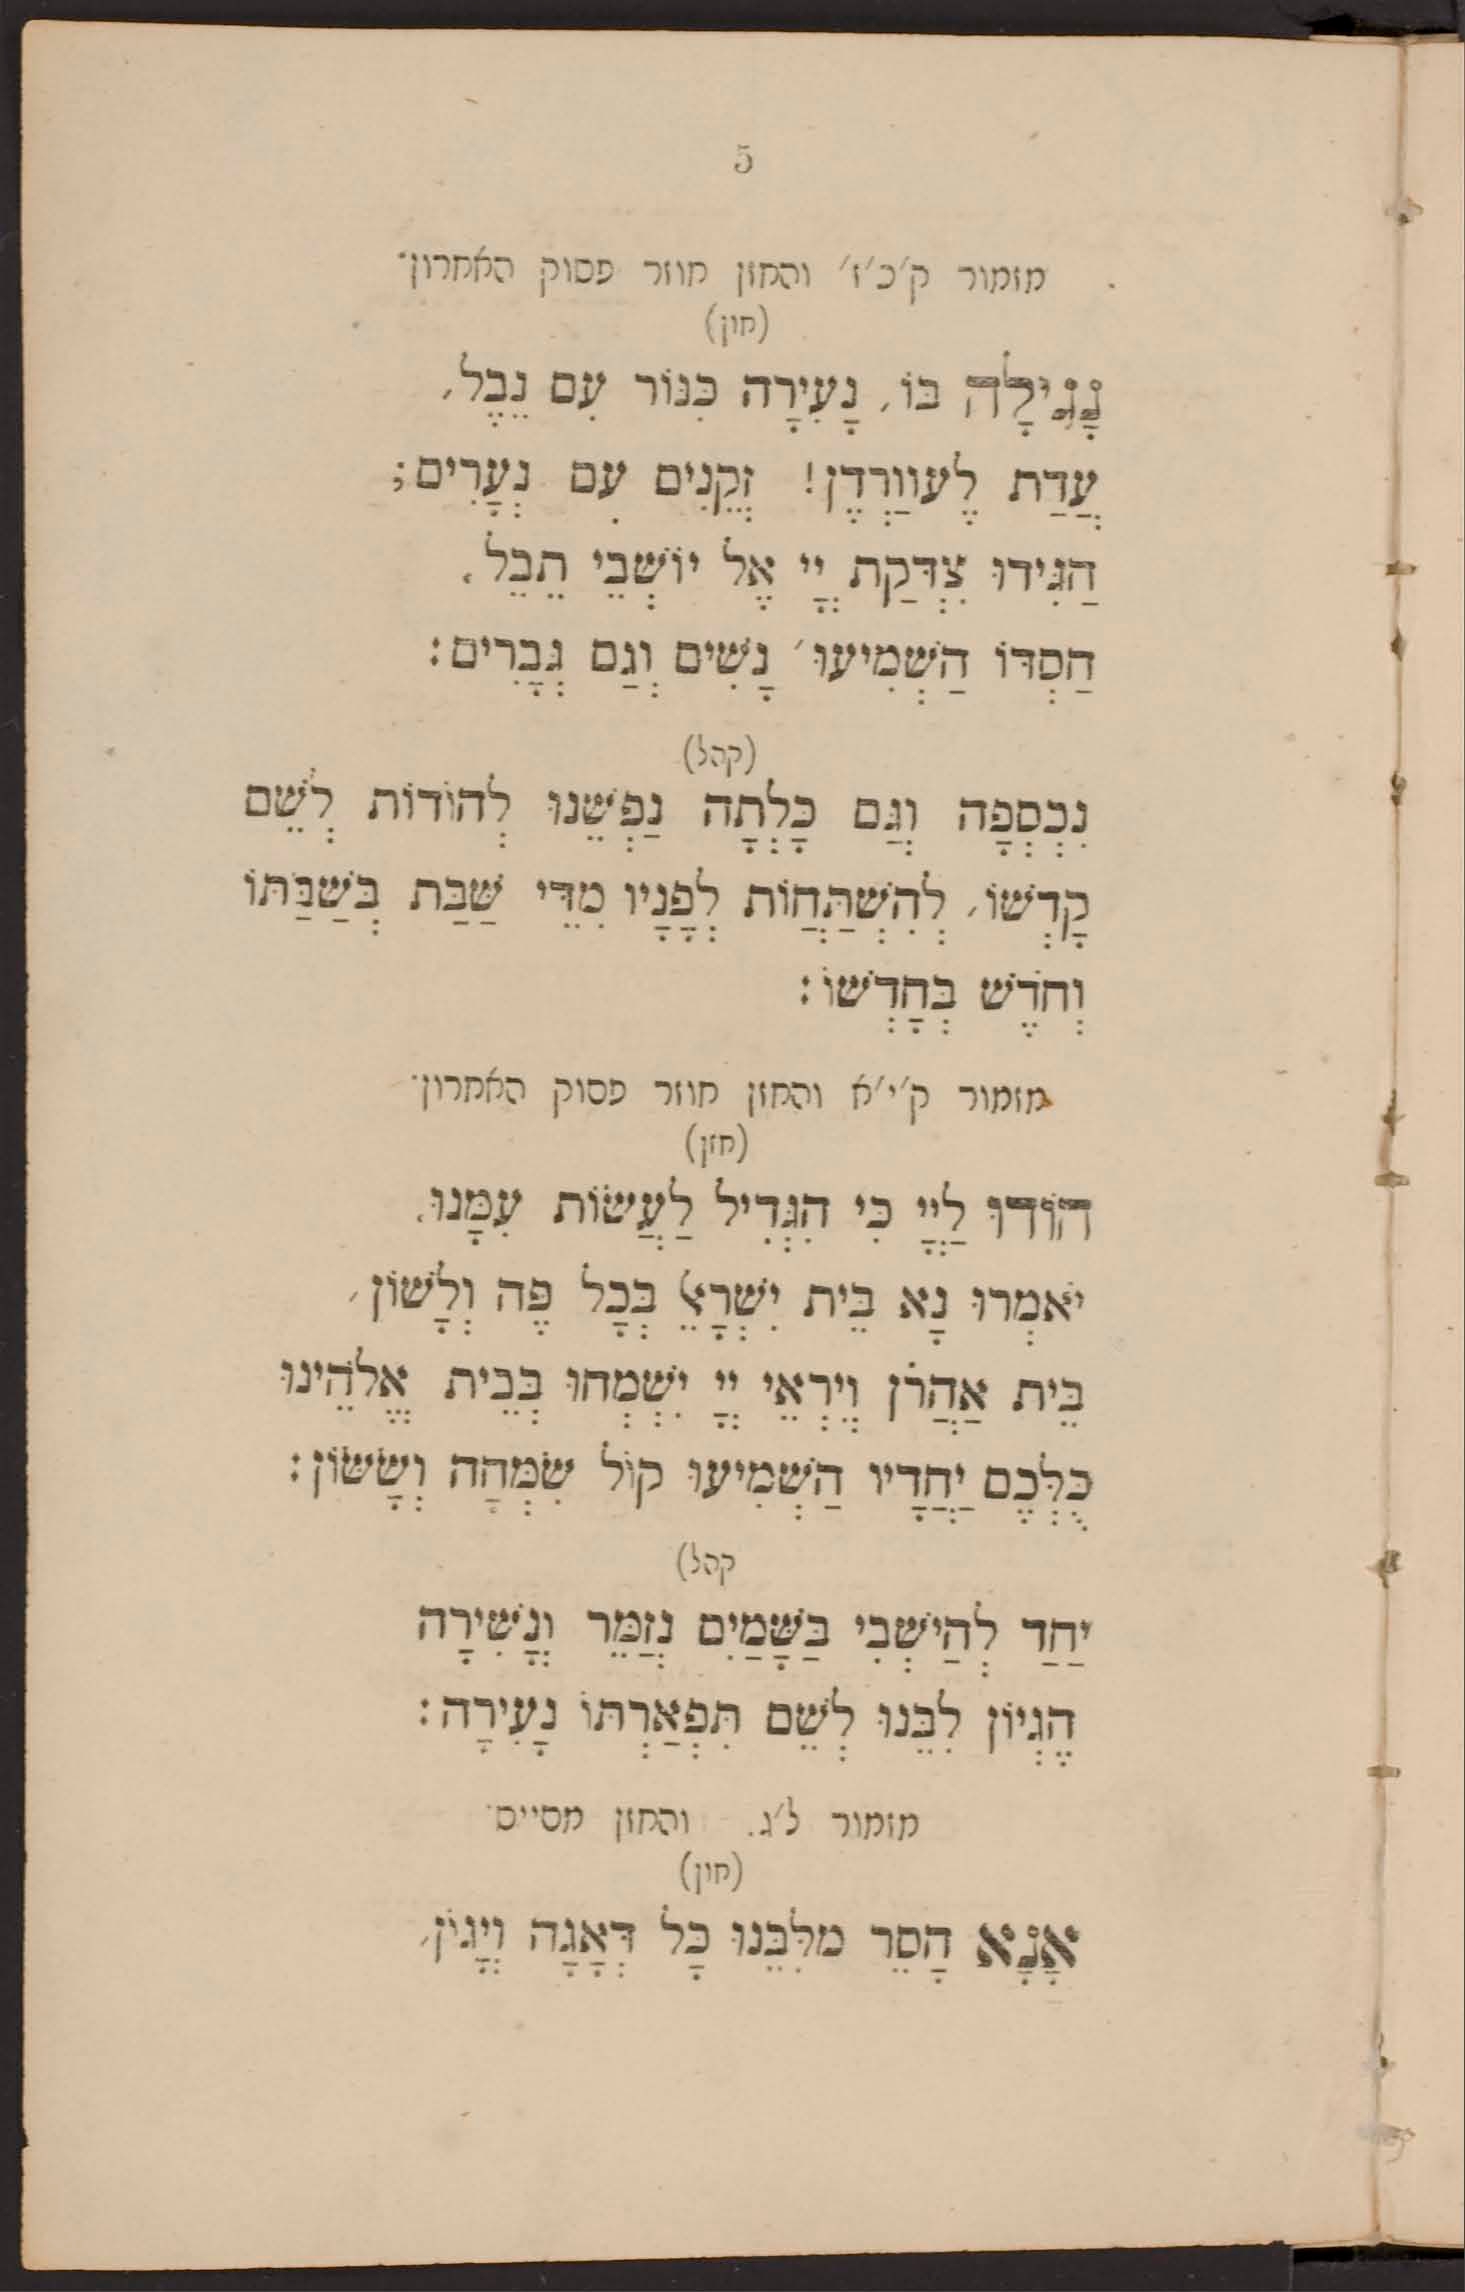 5
מזמור ק׳כ׳ז׳ והחזן חוזר פסוק האחרון·
(חזן)
נָגִילָה בּוֹ, נָעִירָה כִּנּוֹר עִם נֵבֶל,
עֲדַת לֶעוַּוְרְדֶן! זְקֵנִים עִם נְעָרִים;
הַגִּידוּ צִדְּקַת יְיָ אֶל יוֹשְׁבֵי תֵבֵל.
הַסְדּוֹ הַשְׁמִיעוּ׳ נָשִׁים וְגַם גְּבָרִים:
(קהל)
נִכְסְפָה וְגַם כָּלְתָה נַפְשֵׁנוּ לְהוֹדוֹת לְשֵׁם
קָדְשׁוֹ, לְהִשְׁתַּחֲוֹת לְפָנָיו מִדֵּי שַׁבַּת בְּשַׁבַּתּוֹ
וְחֹדֶשׁ בְּחָדְשׁוֹ:
מזמור ק׳י׳א והחזן חוזר פסוק האחרון·
(חזן)
הוֹדוּ לַיְיָ כִּי הִגְּדִיל לַעֲשׂוֹת עִמָּנוּ.
יֹאמְרוּ נָא בֵּית יִשְׂרָאֵל בְּכָל פֶּה וְלָשׁוֹן,
בֵּית אַהֲרֹן וְיִרְאֵי יְיָ יִשְׂמְחוּ בְּבֵית אֱלֹהֵינוּ
כֻּלְּכֶם יַחֲדָיו הַשְׁמִיעוּ קוֹל שִׂמְּהָה וְשָׂשׂוֹן:
קהל)
יַחַד לְהַיּשְׁבִי בַּשָּׁמַיִם נְזַמֵּר וְנָשִׁירָה
הֶגְיוֹן לִבֵּנוּ לְשֵׁם תִּפְאַרְתּוֹ נָעִירָה:
מזמור ל׳ג. והחזן מסיים·
(חזן)
אָנָּא הָסֵר מלִּבֵּנוּ כָּל דְּאָגָה וְיָגוֹן,